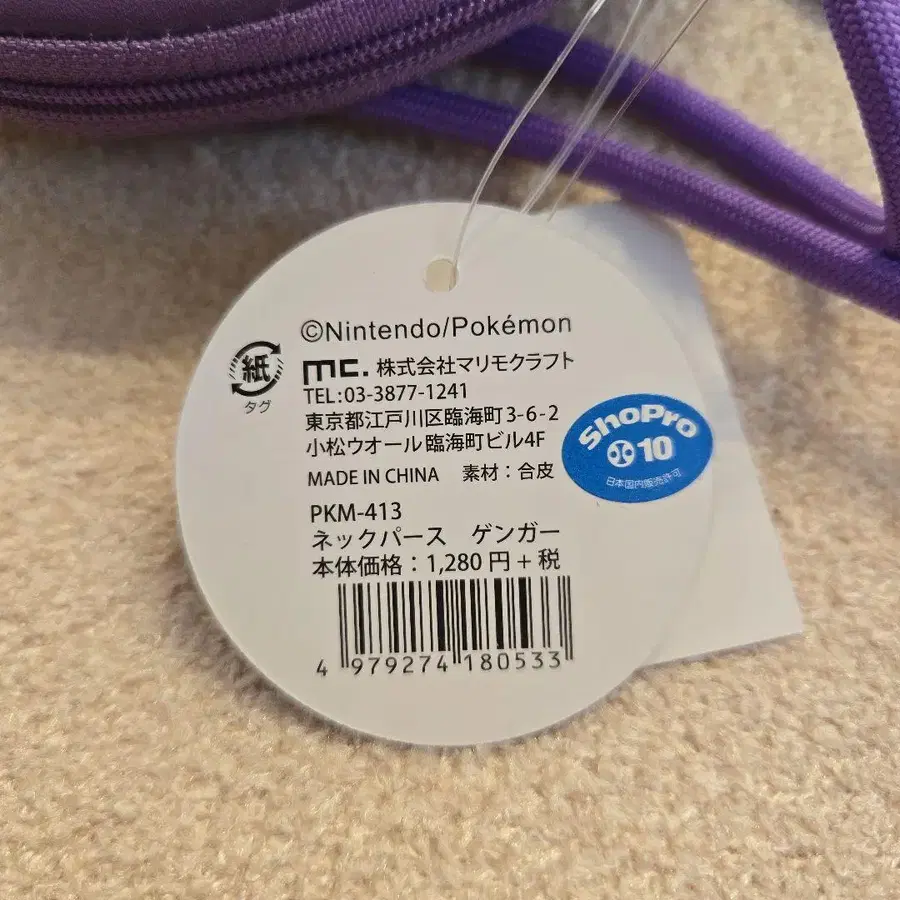 ©Nintendo/Pokémon
紙
タグ
mc. 株式会社マリモクラフト
TEL:03-3877-1241
東京都江戸川区臨海町3-6-2
小松ウオール臨海町ビル4F
MADE IN CHINA 素材：合皮
ShoPro
10
日本国内販売許可
PKM-413
ネックパース ゲンガー
本体価格：1,280円+税
4 979274 180533